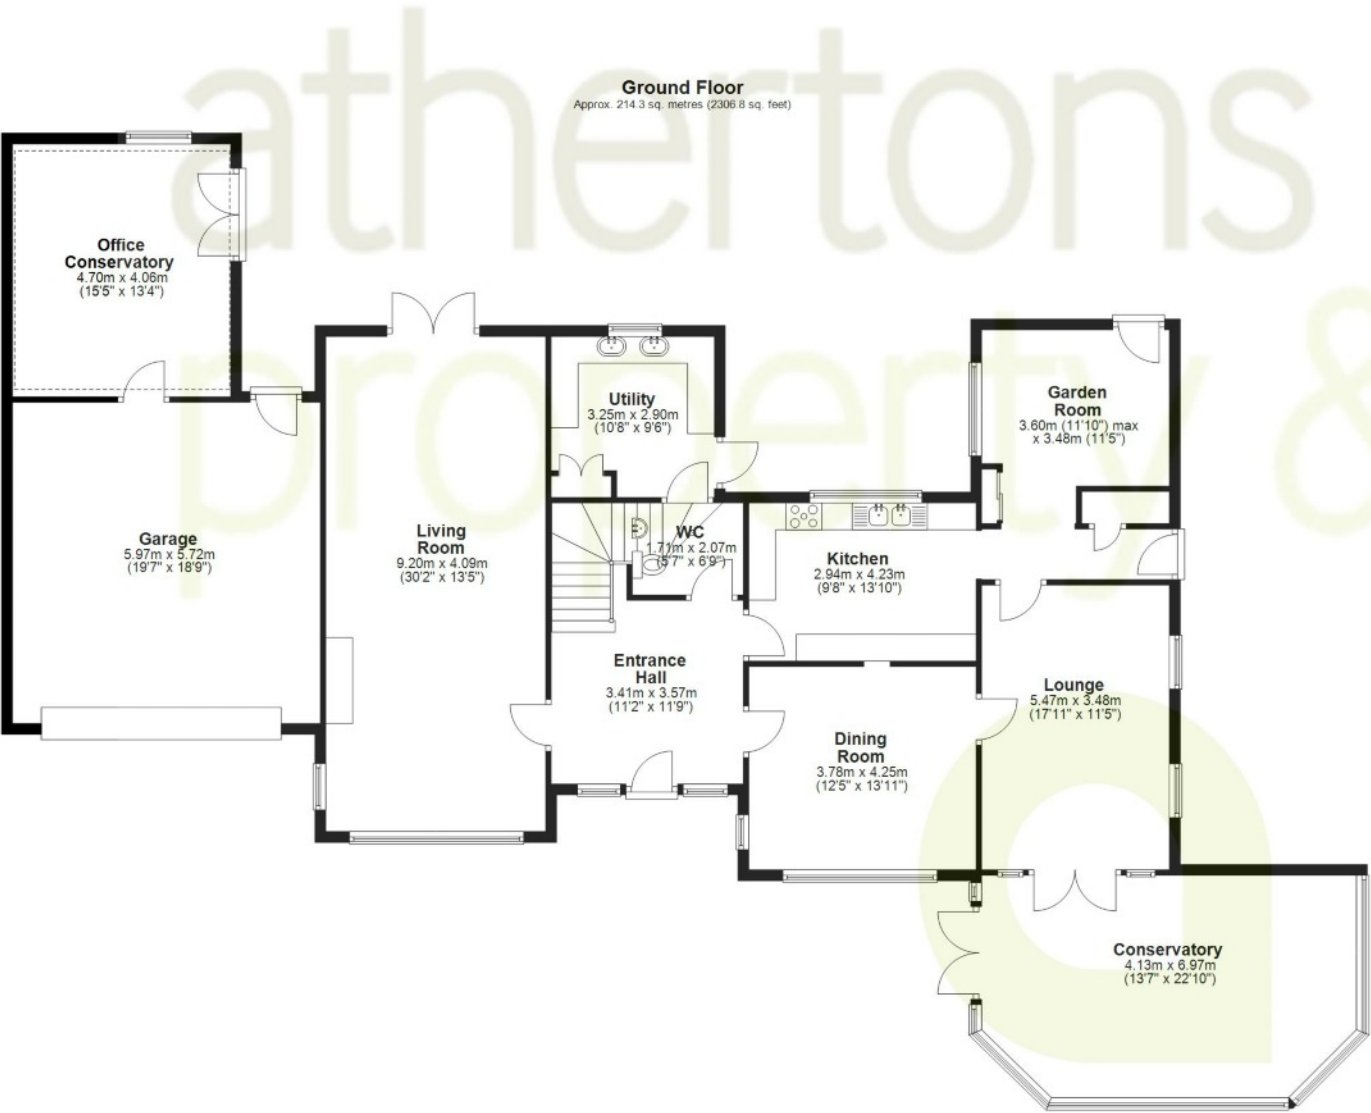 athertons
property &
Ground Floor
Approx. 214.3 sq. metres (2306.8 sq. feet)
Office
Conservatory
4.70m x 4.06m
(15'5" x 13'4")
Utility
3.25m x 2.90m
(10'8" x 9'6")
Garden
Room
3.60m (11'10") max
x 3.48m (11'5")
Garage
5.97m x 5.72m
(19'7" x 18'9")
Living
Room
9.20m x 4.09m
(30'2" x 13'5")
WC
1.71m x 2.07m
(5'7" x 6'9")
Kitchen
2.94m x 4.23m
(9'8" x 13'10")
Entrance
Hall
3.41m x 3.57m
(11'2" x 11'9")
Lounge
5.47m x 3.48m
(17'11" x 11'5")
Dining
Room
3.78m x 4.25m
(12'5" x 13'11")
Conservatory
4.13m x 6.97m
(13'7" x 22'10")